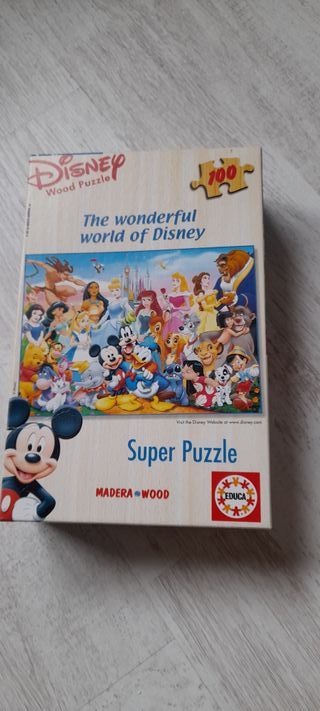 Disney
Wood Puzzle
100
The wonderful
world of Disney
Visit the Disney Website at www.disney.com
Super Puzzle
MADERA WOOD
EDUCA